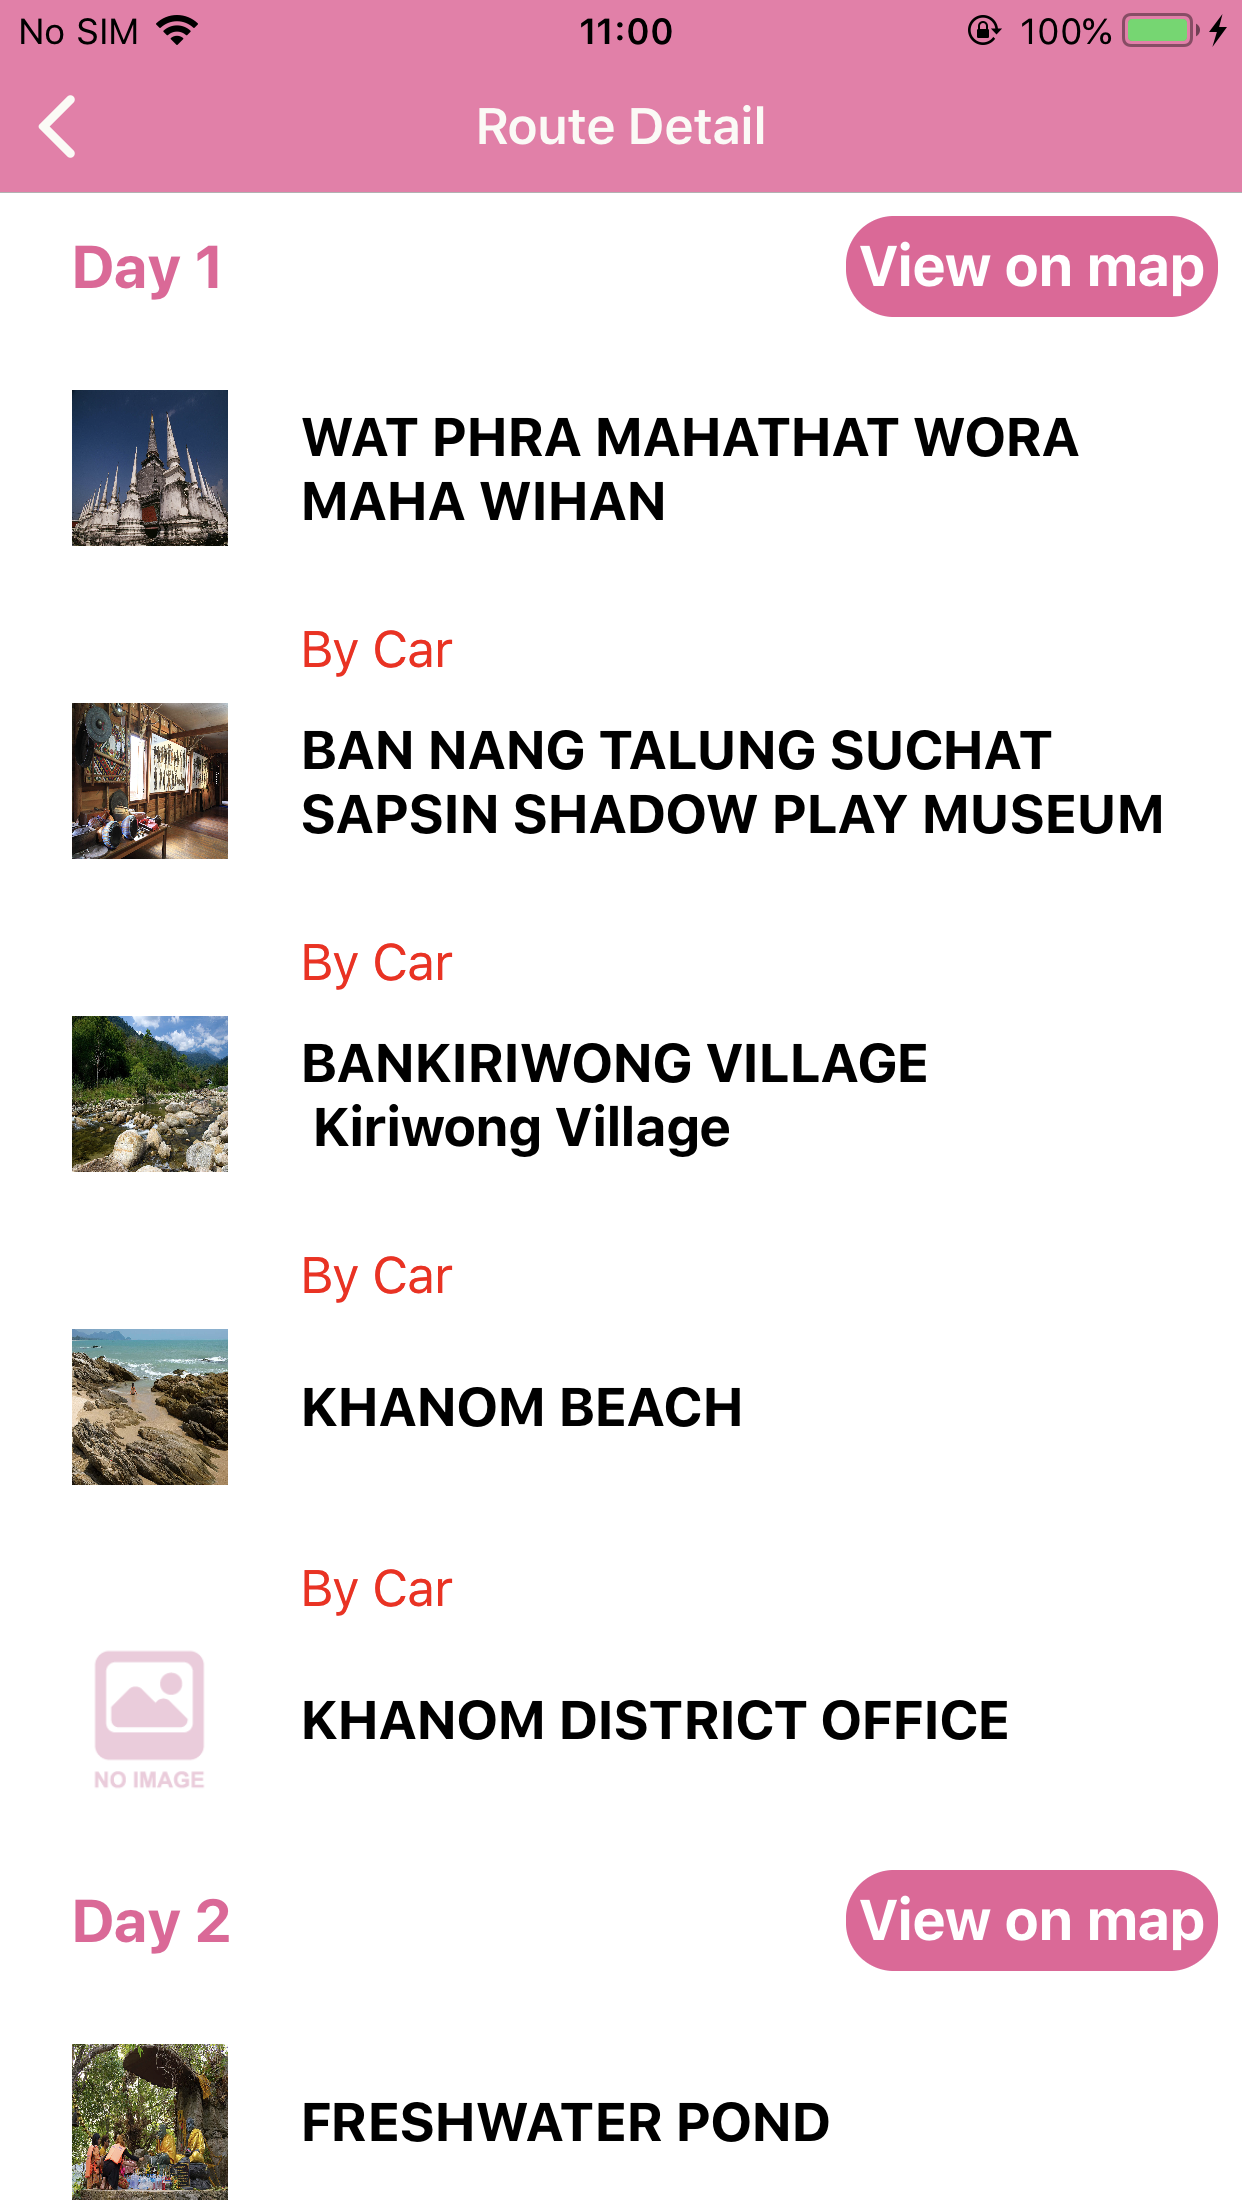 No SIM 11:00 100%
Route Detail
Day 1 View on map
WAT PHRA MAHATHAT WORA
MAHA WIHAN
By Car
BAN NANG TALUNG SUCHAT
SAPSIN SHADOW PLAY MUSEUM
By Car
BANKIRIWONG VILLAGE
Kiriwong Village
By Car
KHANOM BEACH
By Car
NO IMAGE
KHANOM DISTRICT OFFICE
Day 2 View on map
FRESHWATER POND